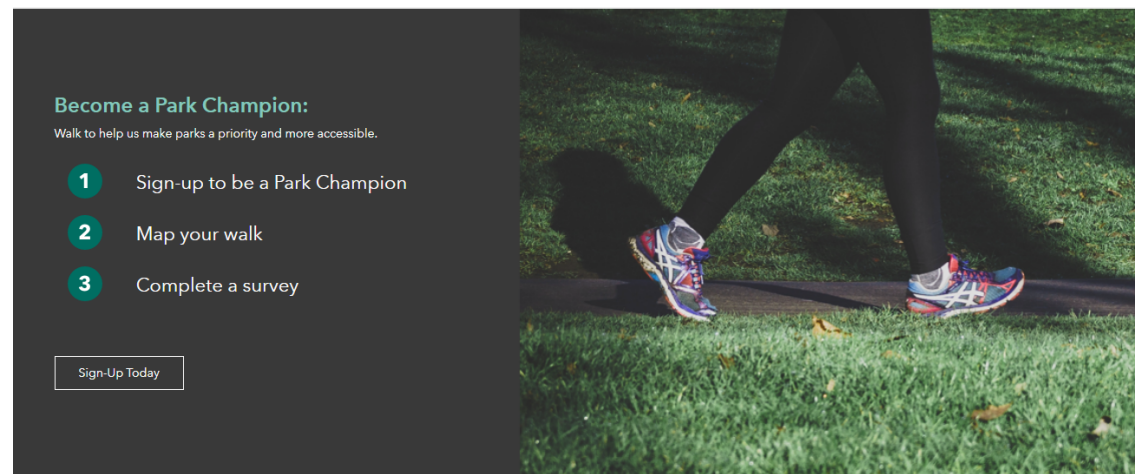 Become a Park Champion:
Walk to help us make parks a priority and more accessible.
1 Sign-up to be a Park Champion
2 Map your walk
3 Complete a survey
Sign-Up Today